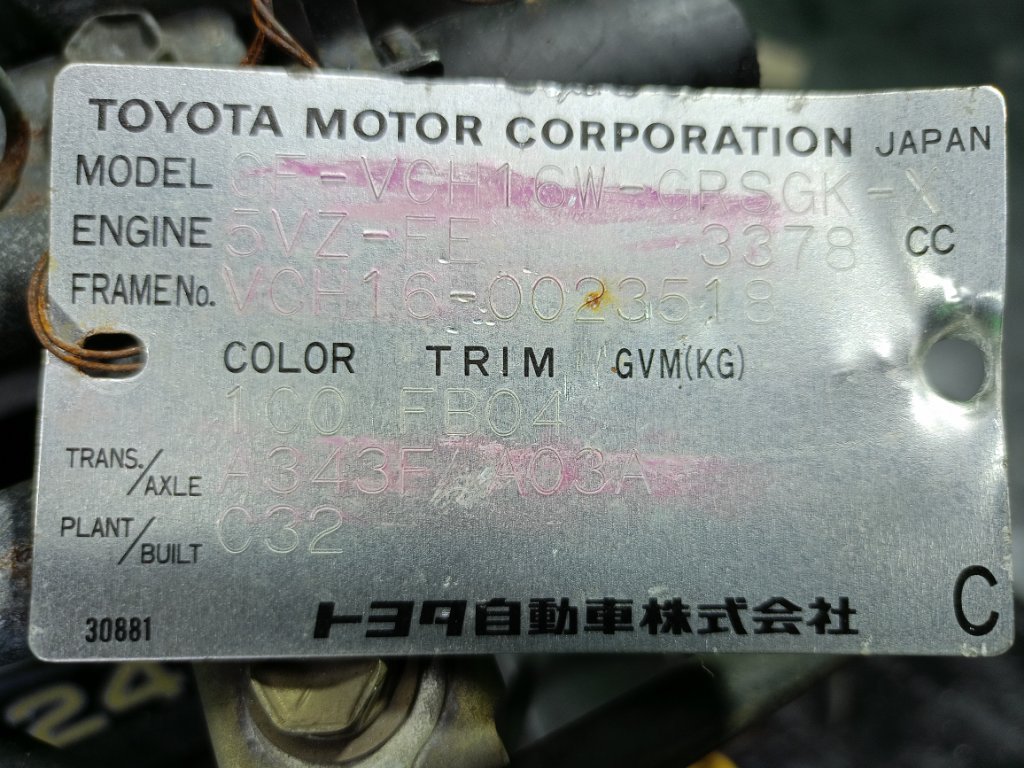 TOYOTA MOTOR CORPORATION JAPAN
MODEL GF-VCH16W-GRSGK-X
ENGINE 5VZ-FE 3378 CC
FRAME No. VCH16-0023518
COLOR TRIM GVM(KG)
1C0 FB04
TRANS./AXLE A343F A03A
PLANT/BUILT C32
30881 トヨタ自動車株式会社 C
24